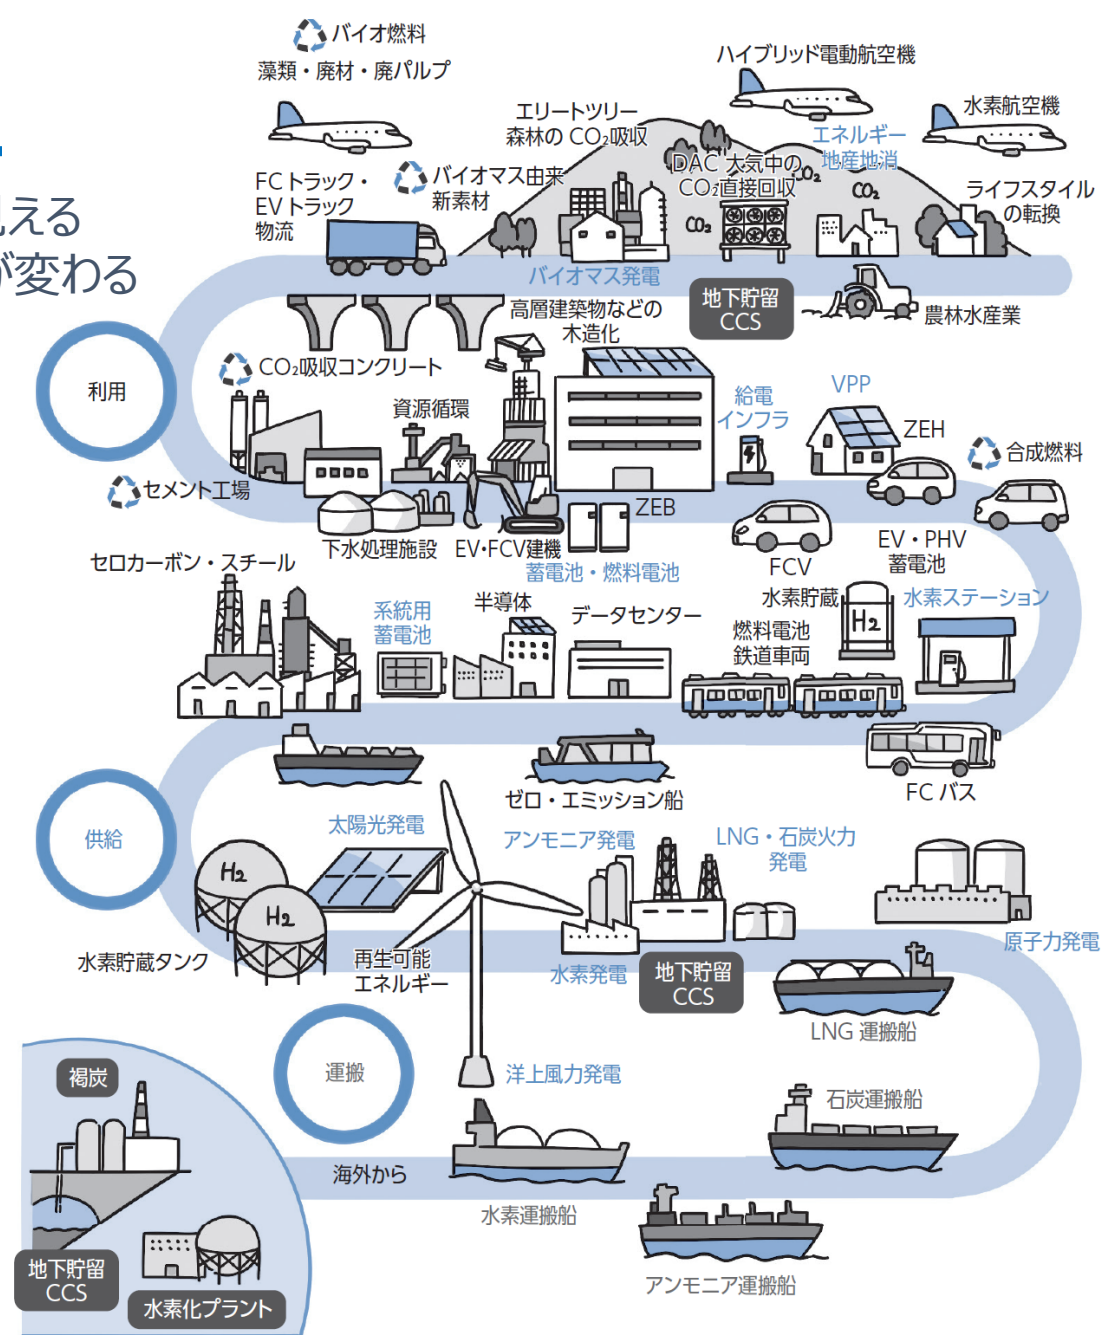 バイオ燃料
藻類・廃材・廃パルプ
ハイブリッド電動航空機
水素航空機
エリートツリー
森林の CO₂吸収
エネルギー
地産地消
DAC 大気中の
CO₂直接回収
CO₂
CO₂
CO₂
ライフスタイル
の転換
FCトラック・
EVトラック
物流
バイオマス由来
新素材
見える
が変わる
バイオマス発電
地下貯留
CCS
農林水産業
高層建築物などの
木造化
利用
CO₂吸収コンクリート
資源循環
給電
インフラ
VPP
ZEH
合成燃料
セメント工場
下水処理施設
EV・FCV建機
ZEB
蓄電池・燃料電池
FCV
EV・PHV
蓄電池
ゼロカーボン・スチール
系統用
蓄電池
半導体
データセンター
水素貯蔵
H2
水素ステーション
燃料電池
鉄道車両
FC バス
ゼロ・エミッション船
供給
H2
H2
太陽光発電
アンモニア発電
LNG・石炭火力
発電
原子力発電
水素貯蔵タンク
再生可能
エネルギー
水素発電
地下貯留
CCS
LNG 運搬船
運搬
洋上風力発電
石炭運搬船
褐炭
海外から
水素運搬船
アンモニア運搬船
地下貯留
CCS
水素化プラント